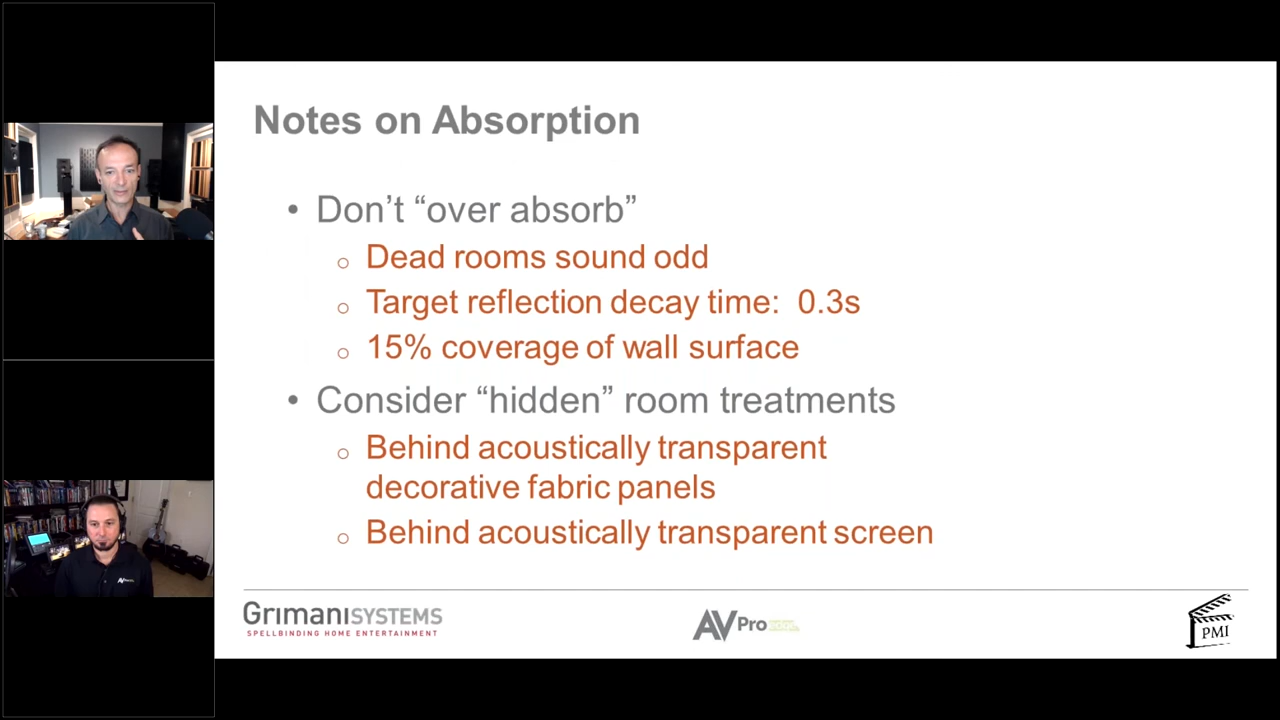 Notes on Absorption
• Don't “over absorb”
o Dead rooms sound odd
o Target reflection decay time: 0.3s
o 15% coverage of wall surface
• Consider “hidden” room treatments
o Behind acoustically transparent
decorative fabric panels
o Behind acoustically transparent screen
GrimaniSYSTEMS
SPELLBINDING HOME ENTERTAINMENT
AVPro edge
PMI